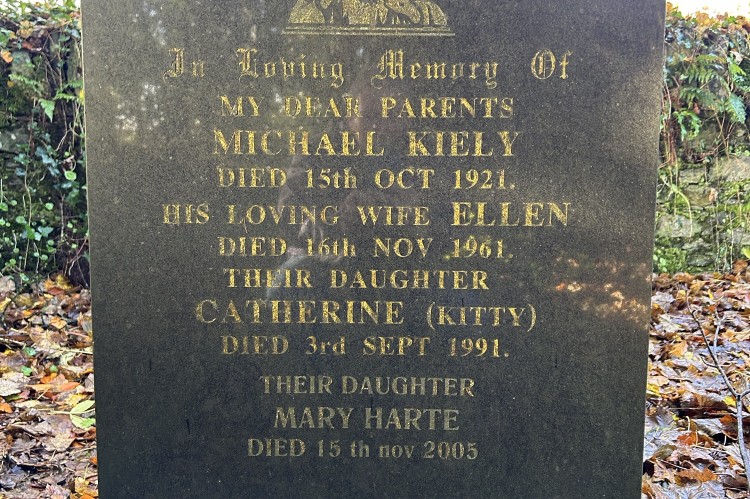 In Loving Memory Of
MY DEAR PARENTS
MICHAEL KIELY
DIED 15th OCT 1921.
HIS LOVING WIFE ELLEN
DIED 16th NOV 1961.
THEIR DAUGHTER
CATHERINE (KITTY)
DIED 3rd SEPT 1991.
THEIR DAUGHTER
MARY HARTE
DIED 15 th nov 2005